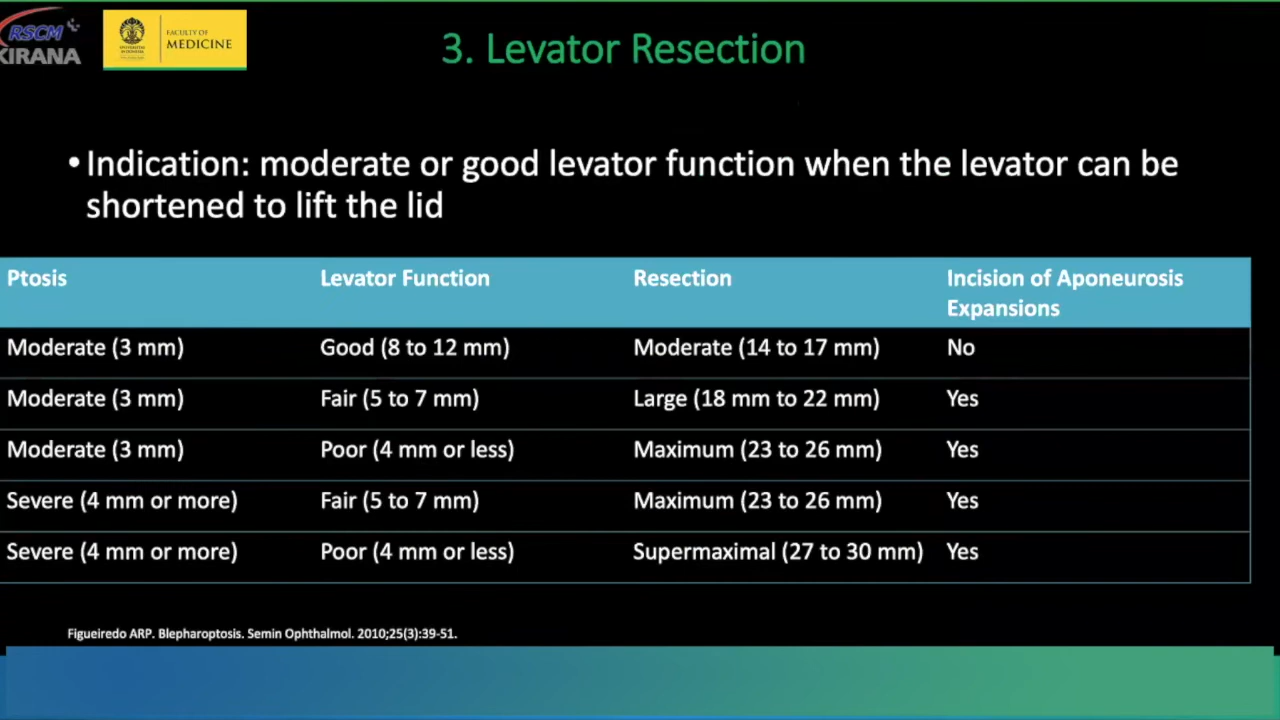 RSCM
KIRANA
FACULTY OF
MEDICINE
3. Levator Resection
• Indication: moderate or good levator function when the levator can be
shortened to lift the lid
Ptosis Levator Function Resection Incision of Aponeurosis
Expansions
Moderate (3 mm) Good (8 to 12 mm) Moderate (14 to 17 mm) No
Moderate (3 mm) Fair (5 to 7 mm) Large (18 mm to 22 mm) Yes
Moderate (3 mm) Poor (4 mm or less) Maximum (23 to 26 mm) Yes
Severe (4 mm or more) Fair (5 to 7 mm) Maximum (23 to 26 mm) Yes
Severe (4 mm or more) Poor (4 mm or less) Supermaximal (27 to 30 mm) Yes
Figueiredo ARP. Blepharoptosis. Semin Ophthalmol. 2010;25(3):39-51.